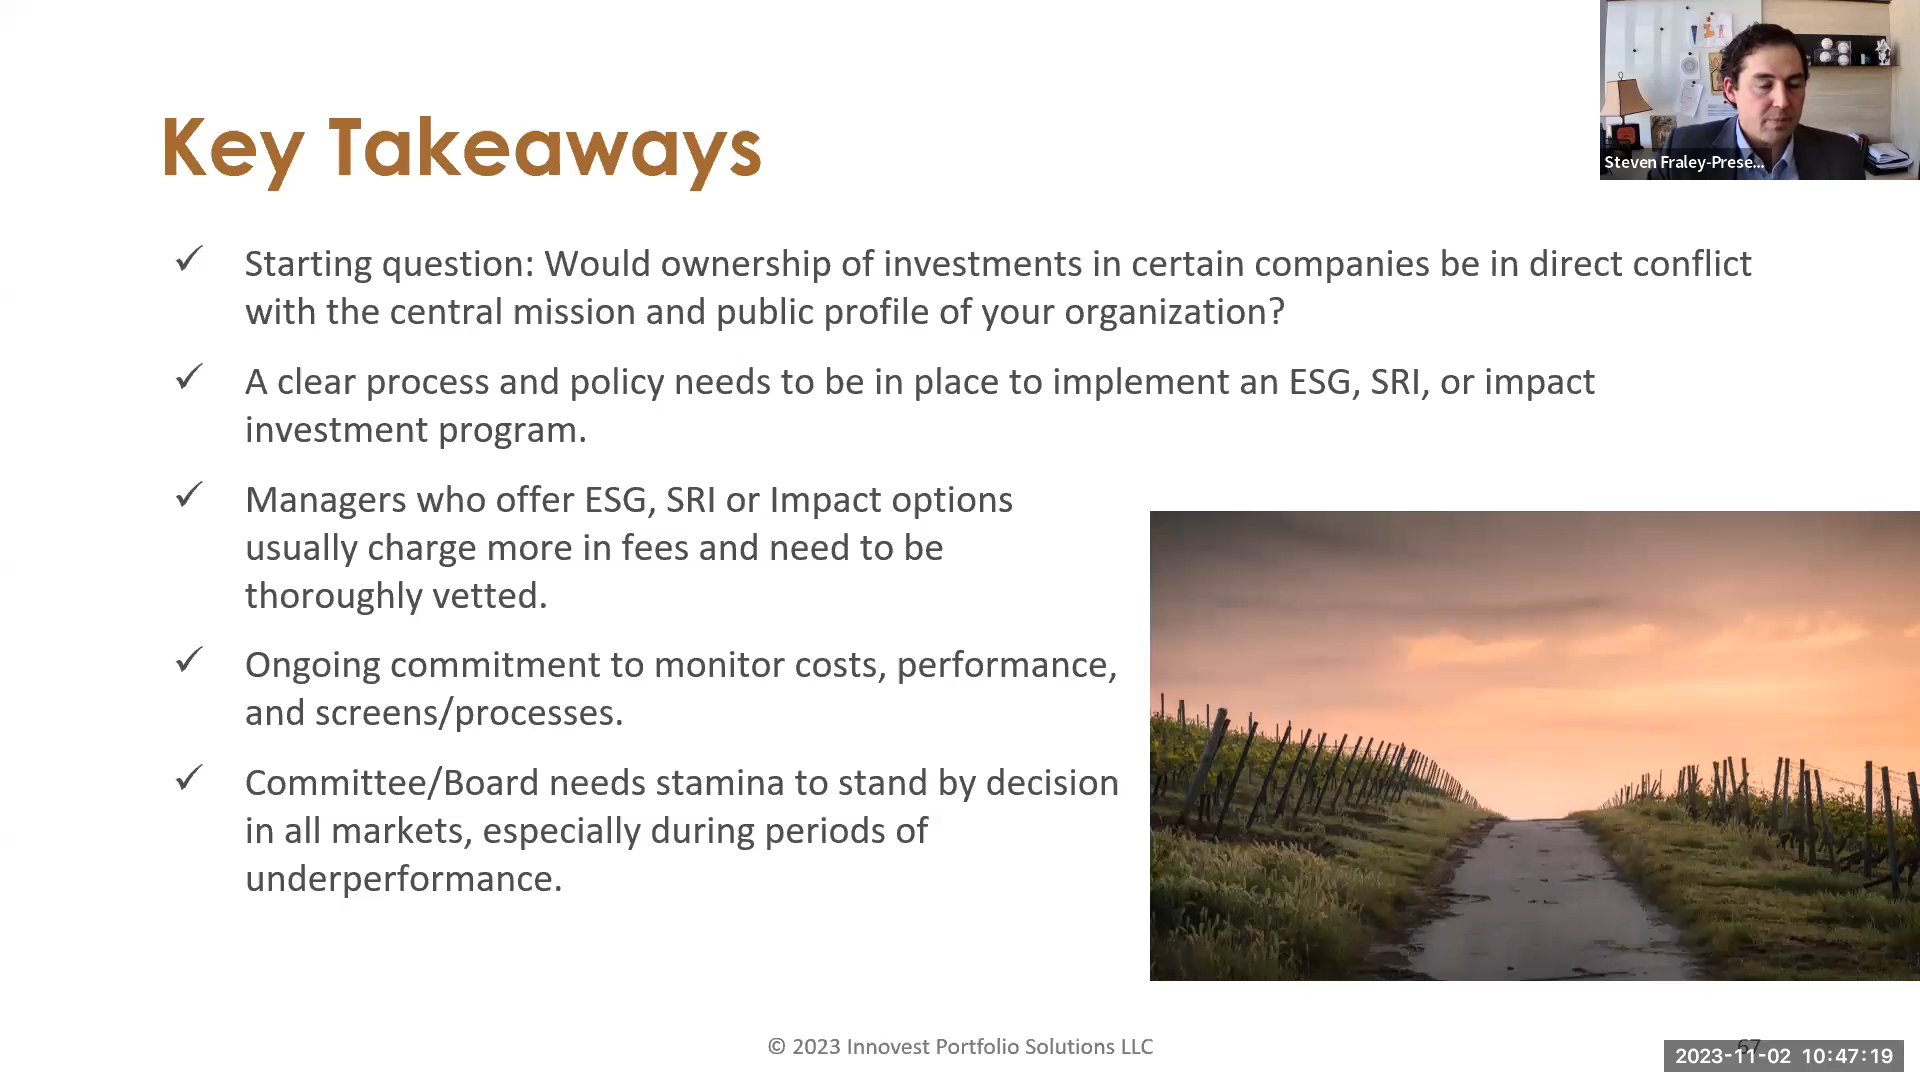 Steven Fraley-Prese...
Key Takeaways
✓ Starting question: Would ownership of investments in certain companies be in direct conflict
with the central mission and public profile of your organization?
✓ A clear process and policy needs to be in place to implement an ESG, SRI, or impact
investment program.
✓ Managers who offer ESG, SRI or Impact options
usually charge more in fees and need to be
thoroughly vetted.
✓ Ongoing commitment to monitor costs, performance,
and screens/processes.
✓ Committee/Board needs stamina to stand by decision
in all markets, especially during periods of
underperformance.
© 2023 Innovest Portfolio Solutions LLC
67
2023-11-02 10:47:19